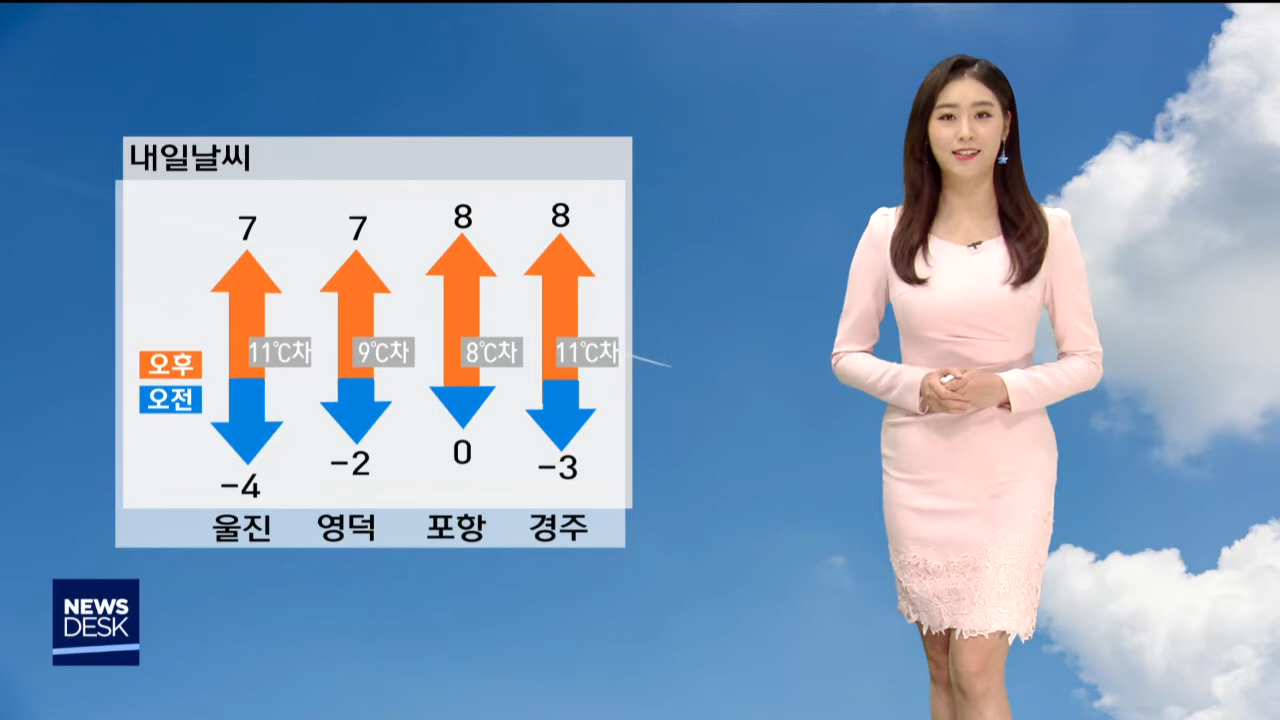 내일날씨
7 7 8 8
11℃차 9℃차 8℃차 11℃차
오후
오전
-4 -2 0 -3
울진 영덕 포항 경주
NEWS
DESK